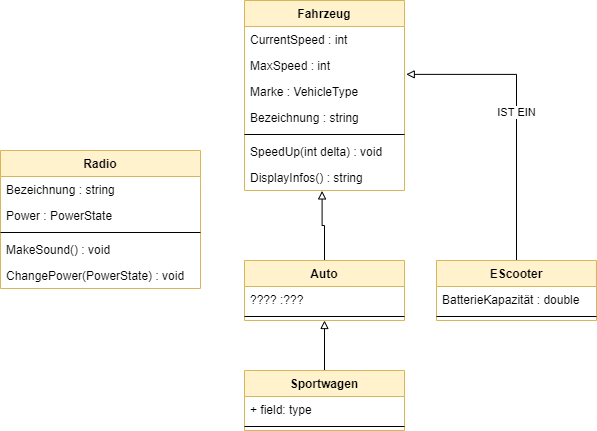 Fahrzeug
CurrentSpeed : int
MaxSpeed : int
Marke : VehicleType
Bezeichnung : string
SpeedUp(int delta) : void
DisplayInfos() : string
IST EIN
Radio
Bezeichnung : string
Power : PowerState
MakeSound() : void
ChangePower(PowerState) : void
Auto
???? :???
EScooter
BatterieKapazität : double
Sportwagen
+ field: type